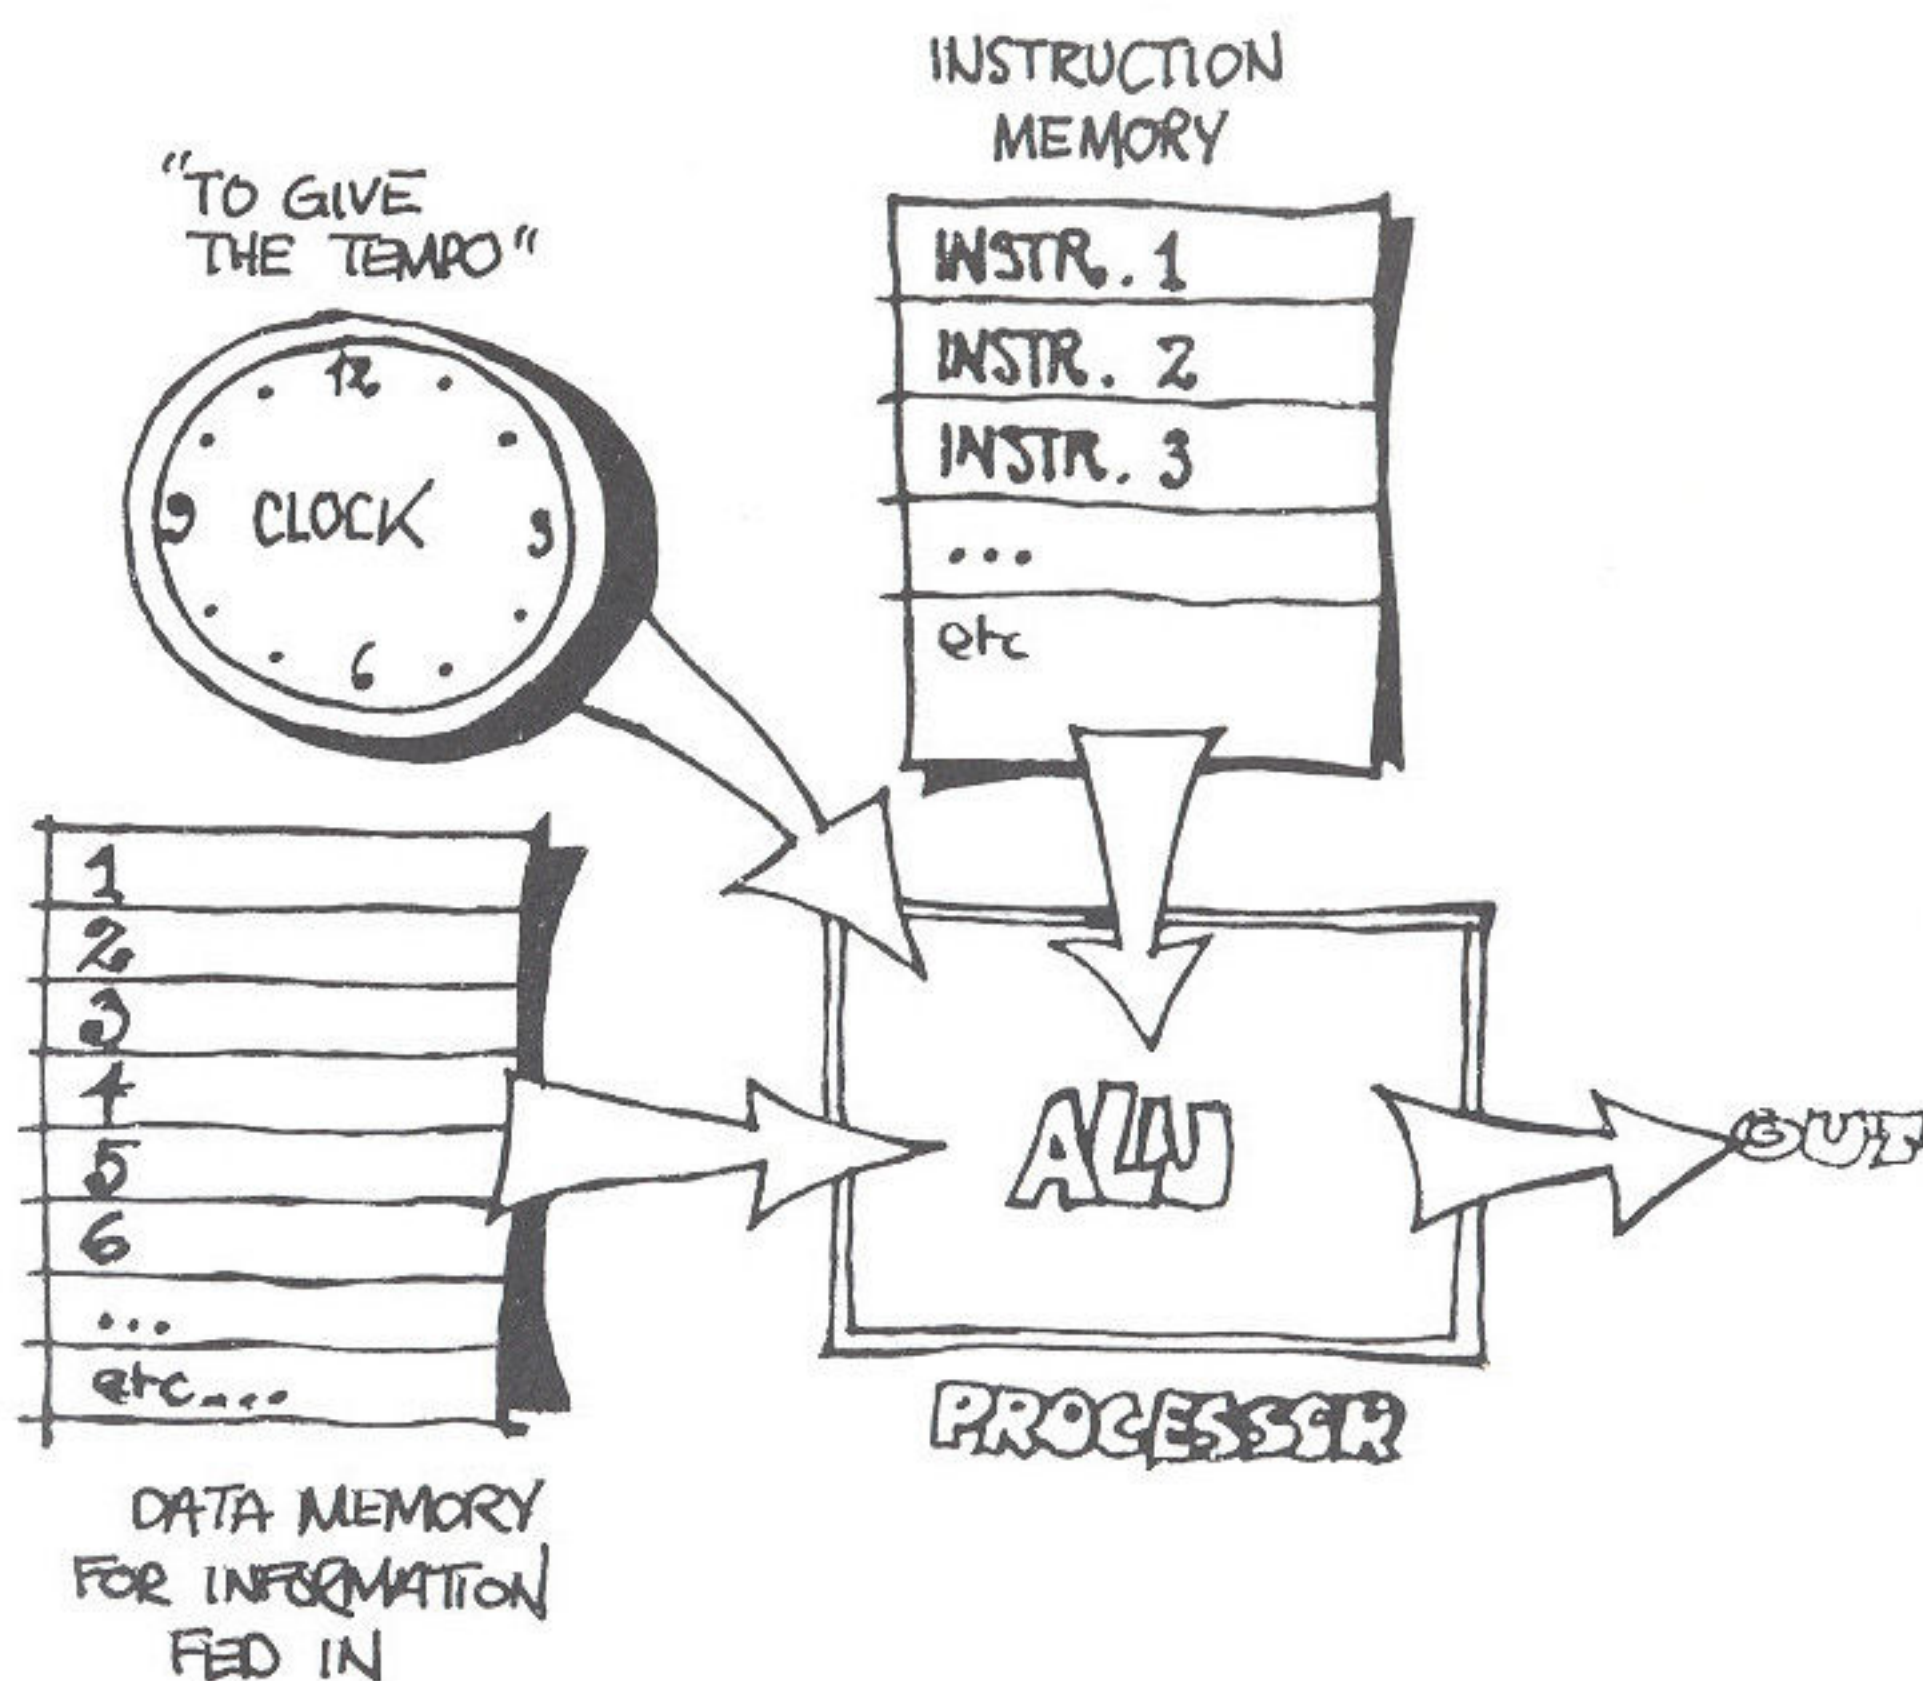 INSTRUCTION
MEMORY
"TO GIVE
THE TEMPO"
INSTR. 1
INSTR. 2
INSTR. 3
...
etc
12
9
CLOCK
3
6
1
2
3
4
5
6
...
etc....
ALU
OUT
PROCESSOR
DATA MEMORY
FOR INFORMATION
FED IN